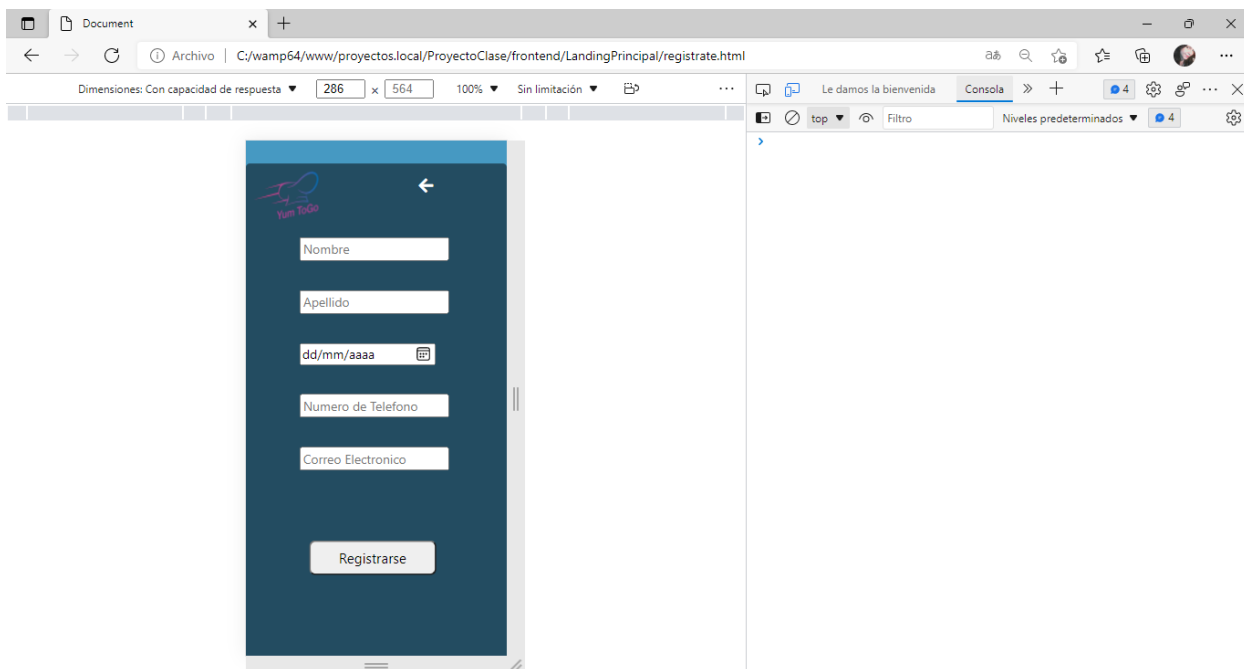 Document
Archivo | C:/wamp64/www/proyectos.local/ProyectoClase/frontend/LandingPrincipal/registrate.html
aあ
Dimensiones: Con capacidad de respuesta ▼ 286 x 564 100% ▼ Sin limitación ▼
Le damos la bienvenida Consola 4
top ▼ Filtro Niveles predeterminados ▼ 4
Yum ToGo
Nombre
Apellido
dd/mm/aaaa
Numero de Telefono
Correo Electronico
Registrarse